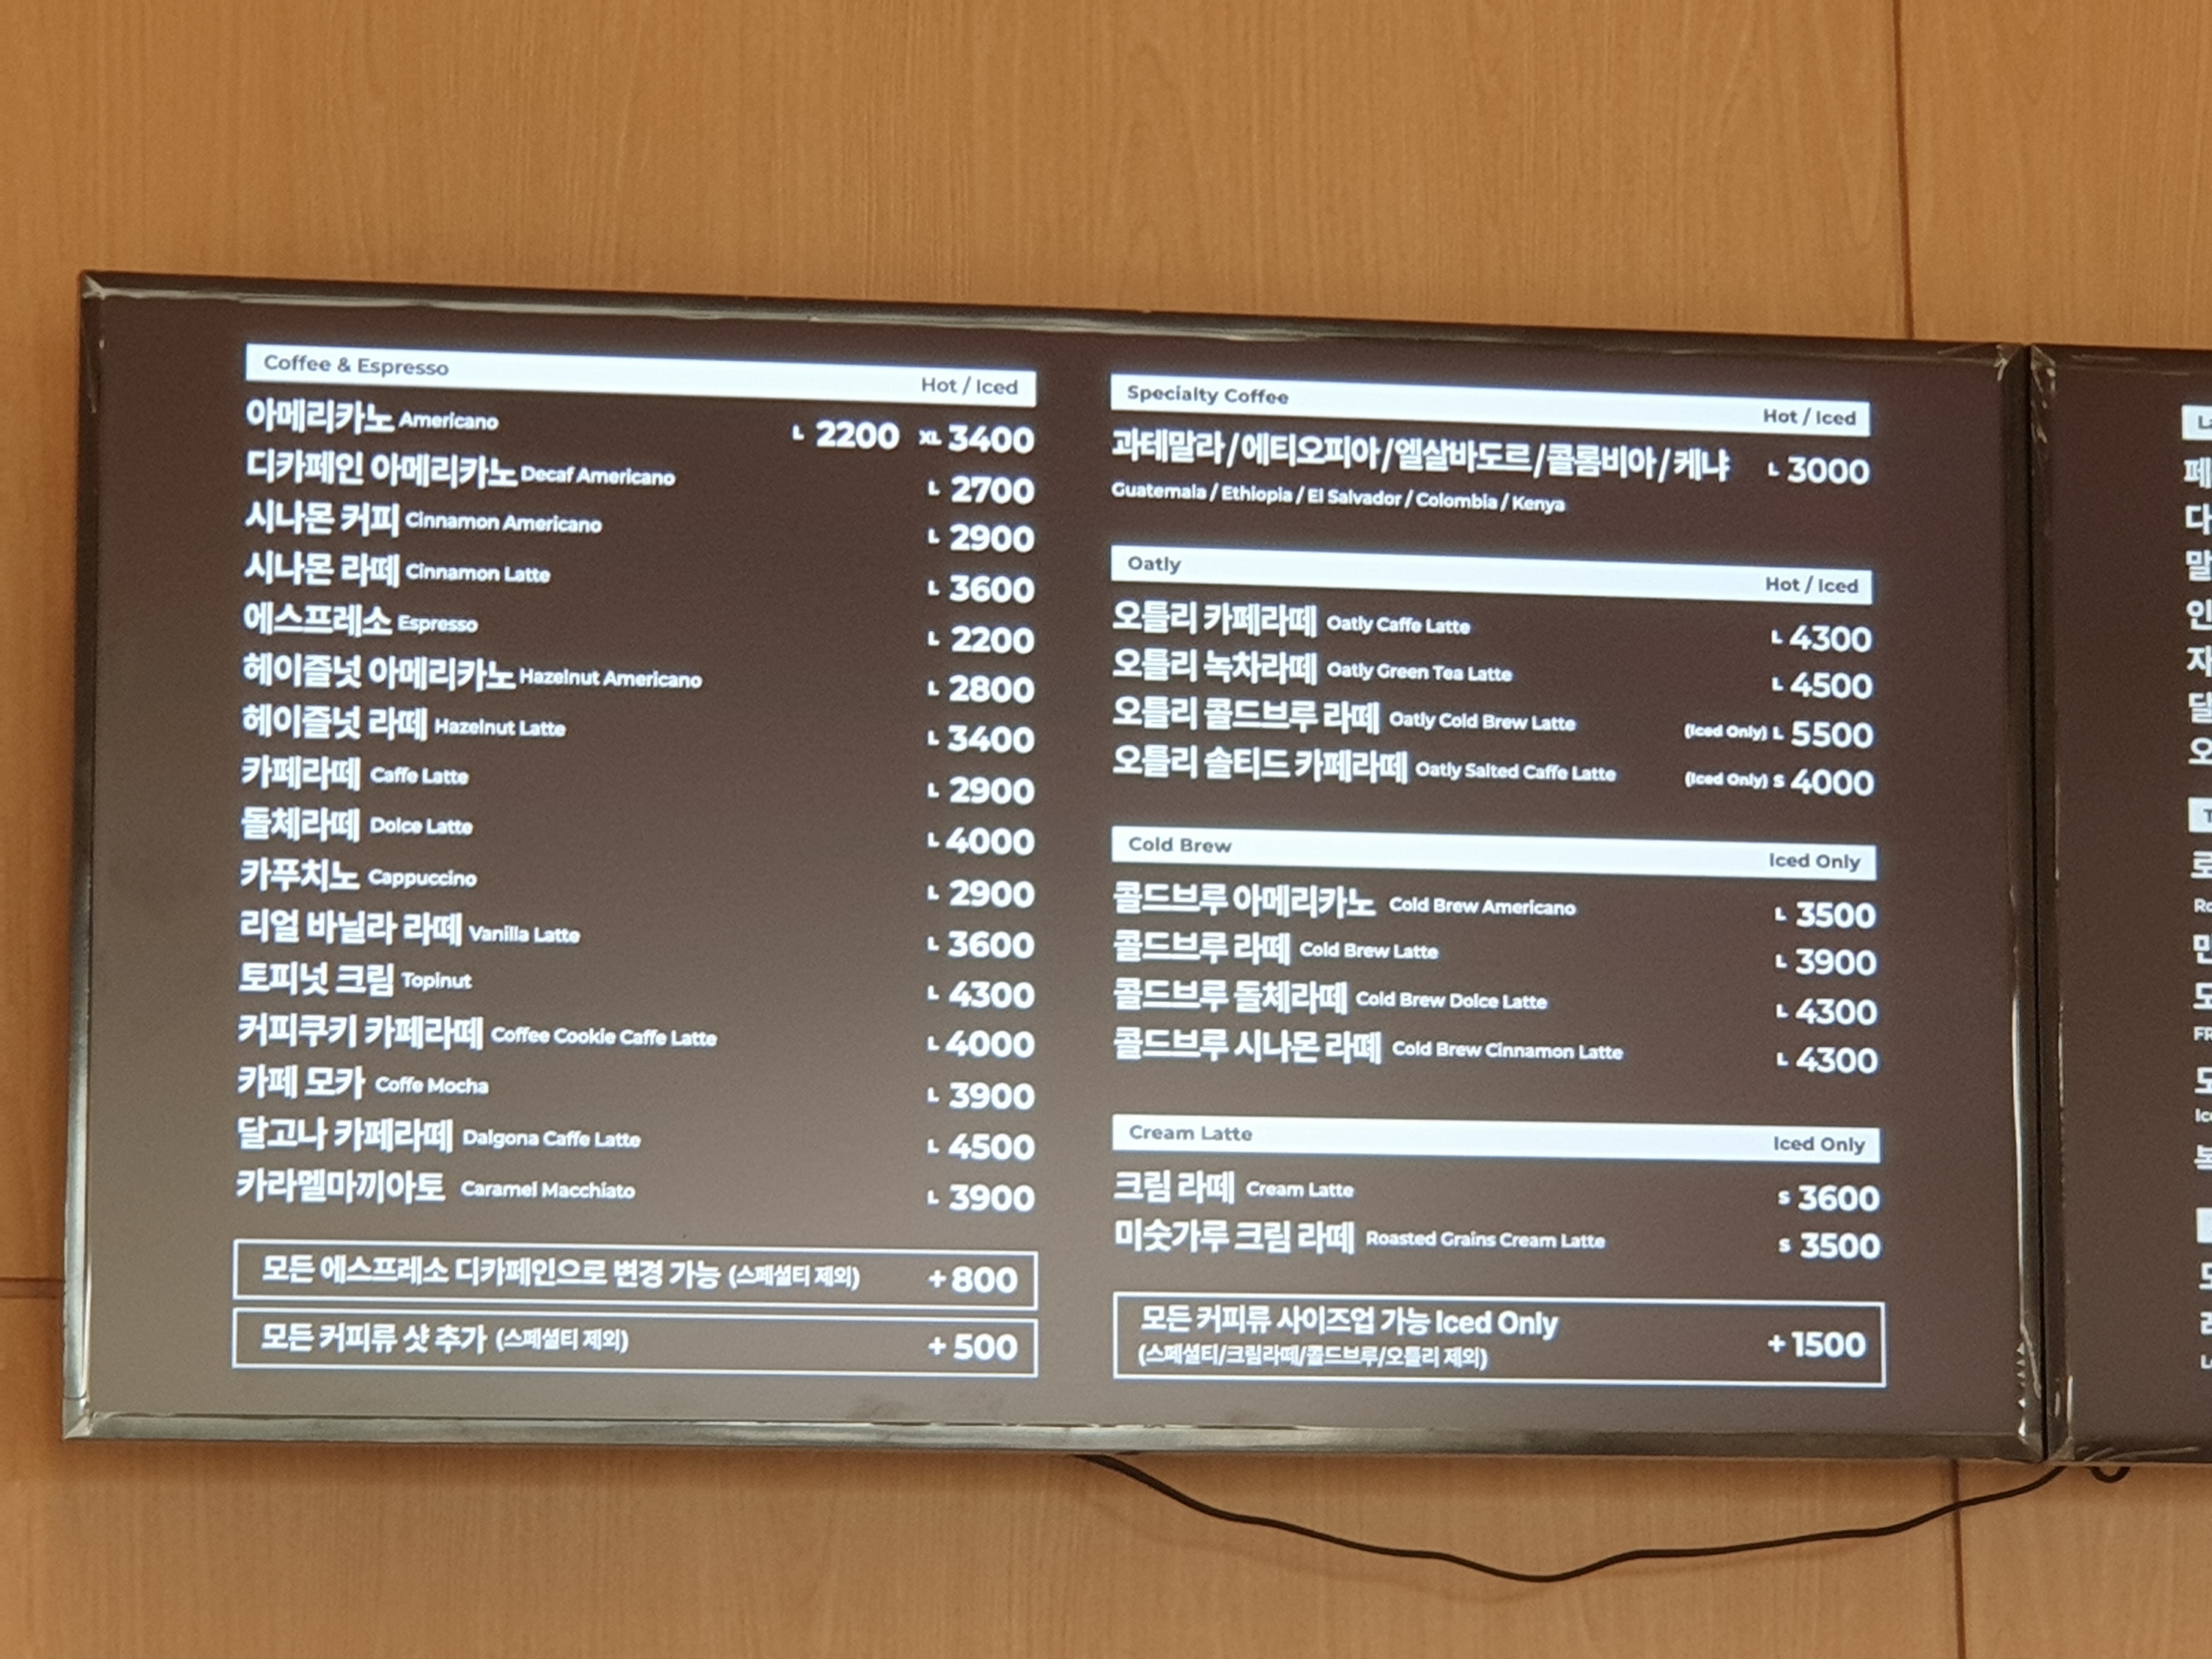 Coffee & Espresso Hot / Iced
아메리카노 Americano L 2200 XL 3400
디카페인 아메리카노 Decaf Americano L 2700
시나몬 커피 Cinnamon Americano L 2900
시나몬 라떼 Cinnamon Latte L 3600
에스프레소 Espresso L 2200
헤이즐넛 아메리카노 Hazelnut Americano L 2800
헤이즐넛 라떼 Hazelnut Latte L 3400
카페라떼 Caffe Latte L 2900
돌체라떼 Dolce Latte L 4000
카푸치노 Cappuccino L 2900
리얼 바닐라 라떼 Vanilla Latte L 3600
토피넛 크림 Topinut L 4300
커피쿠키 카페라떼 Coffee Cookie Caffe Latte L 4000
카페 모카 Coffe Mocha L 3900
달고나 카페라떼 Dalgona Caffe Latte L 4500
카라멜마끼아토 Caramel Macchiato L 3900
모든 에스프레소 디카페인으로 변경 가능 (스페셜티 제외) +800
모든 커피류 샷 추가 (스페셜티 제외) +500
Specialty Coffee Hot / Iced
과테말라/에티오피아/엘살바도르/콜롬비아/케냐 L 3000
Guatemala / Ethiopia / El Salvador / Colombia / Kenya
Oatly Hot / Iced
오틀리 카페라떼 Oatly Caffe Latte L 4300
오틀리 녹차라떼 Oatly Green Tea Latte L 4500
오틀리 콜드브루 라떼 Oatly Cold Brew Latte (Iced Only) L 5500
오틀리 솔티드 카페라떼 Oatly Salted Caffe Latte (Iced Only) S 4000
Cold Brew Iced Only
콜드브루 아메리카노 Cold Brew Americano L 3500
콜드브루 라떼 Cold Brew Latte L 3900
콜드브루 돌체라떼 Cold Brew Dolce Latte L 4300
콜드브루 시나몬 라떼 Cold Brew Cinnamon Latte L 4300
Cream Latte Iced Only
크림 라떼 Cream Latte S 3600
미숫가루 크림 라떼 Roasted Grains Cream Latte S 3500
모든 커피류 사이즈업 가능 Iced Only +1500
(스페셜티/크림라떼/콜드브루/오틀리 제외)